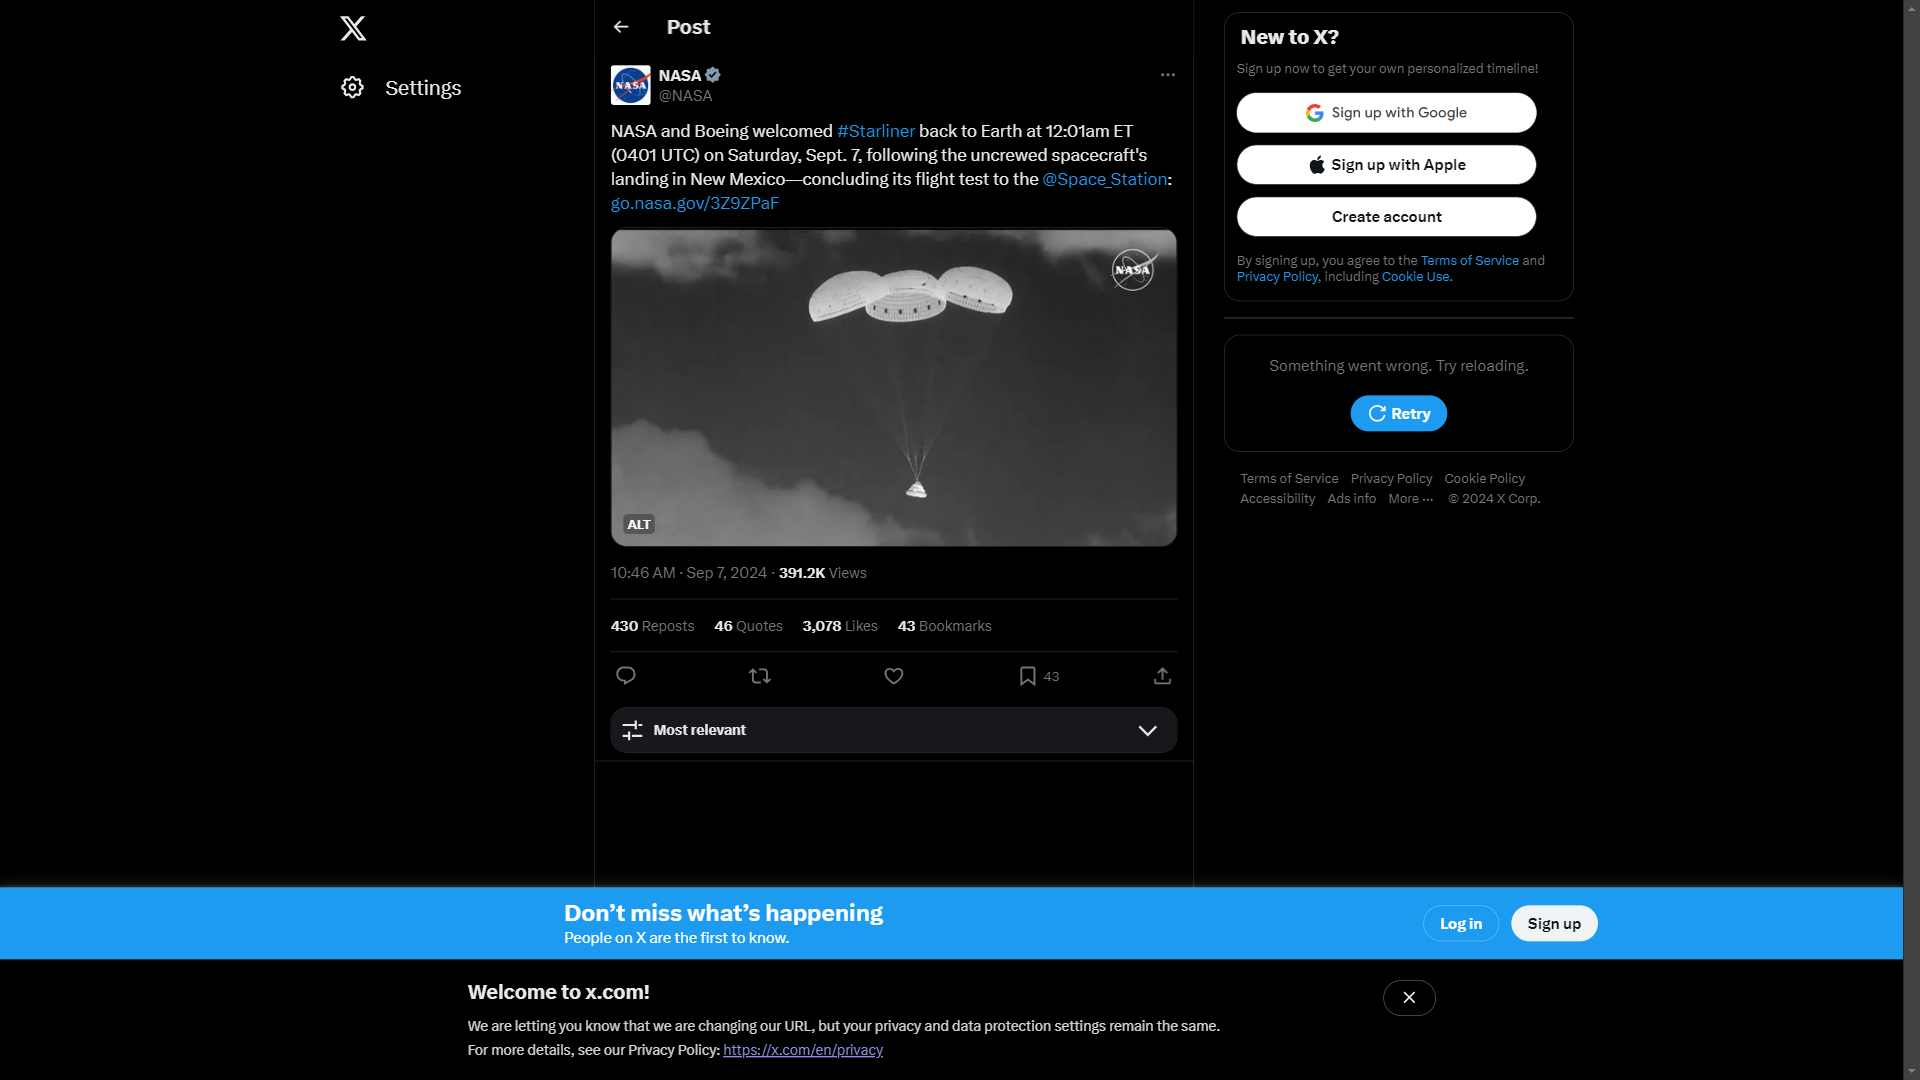 Settings
Post
NASA
@NASA
NASA and Boeing welcomed #Starliner back to Earth at 12:01am ET
(0401 UTC) on Saturday, Sept. 7, following the uncrewed spacecraft's
landing in New Mexico—concluding its flight test to the @Space_Station:
go.nasa.gov/3Z9ZPaF
NASA
ALT
10:46 AM · Sep 7, 2024 · 391.2K Views
430 Reposts 46 Quotes 3,078 Likes 43 Bookmarks
43
Most relevant
New to X?
Sign up now to get your own personalized timeline!
Sign up with Google
Sign up with Apple
Create account
By signing up, you agree to the Terms of Service and
Privacy Policy, including Cookie Use.
Something went wrong. Try reloading.
Retry
Terms of Service Privacy Policy Cookie Policy
Accessibility Ads info More ··· © 2024 X Corp.
Don’t miss what’s happening
People on X are the first to know.
Log in
Sign up
Welcome to x.com!
We are letting you know that we are changing our URL, but your privacy and data protection settings remain the same.
For more details, see our Privacy Policy: https://x.com/en/privacy